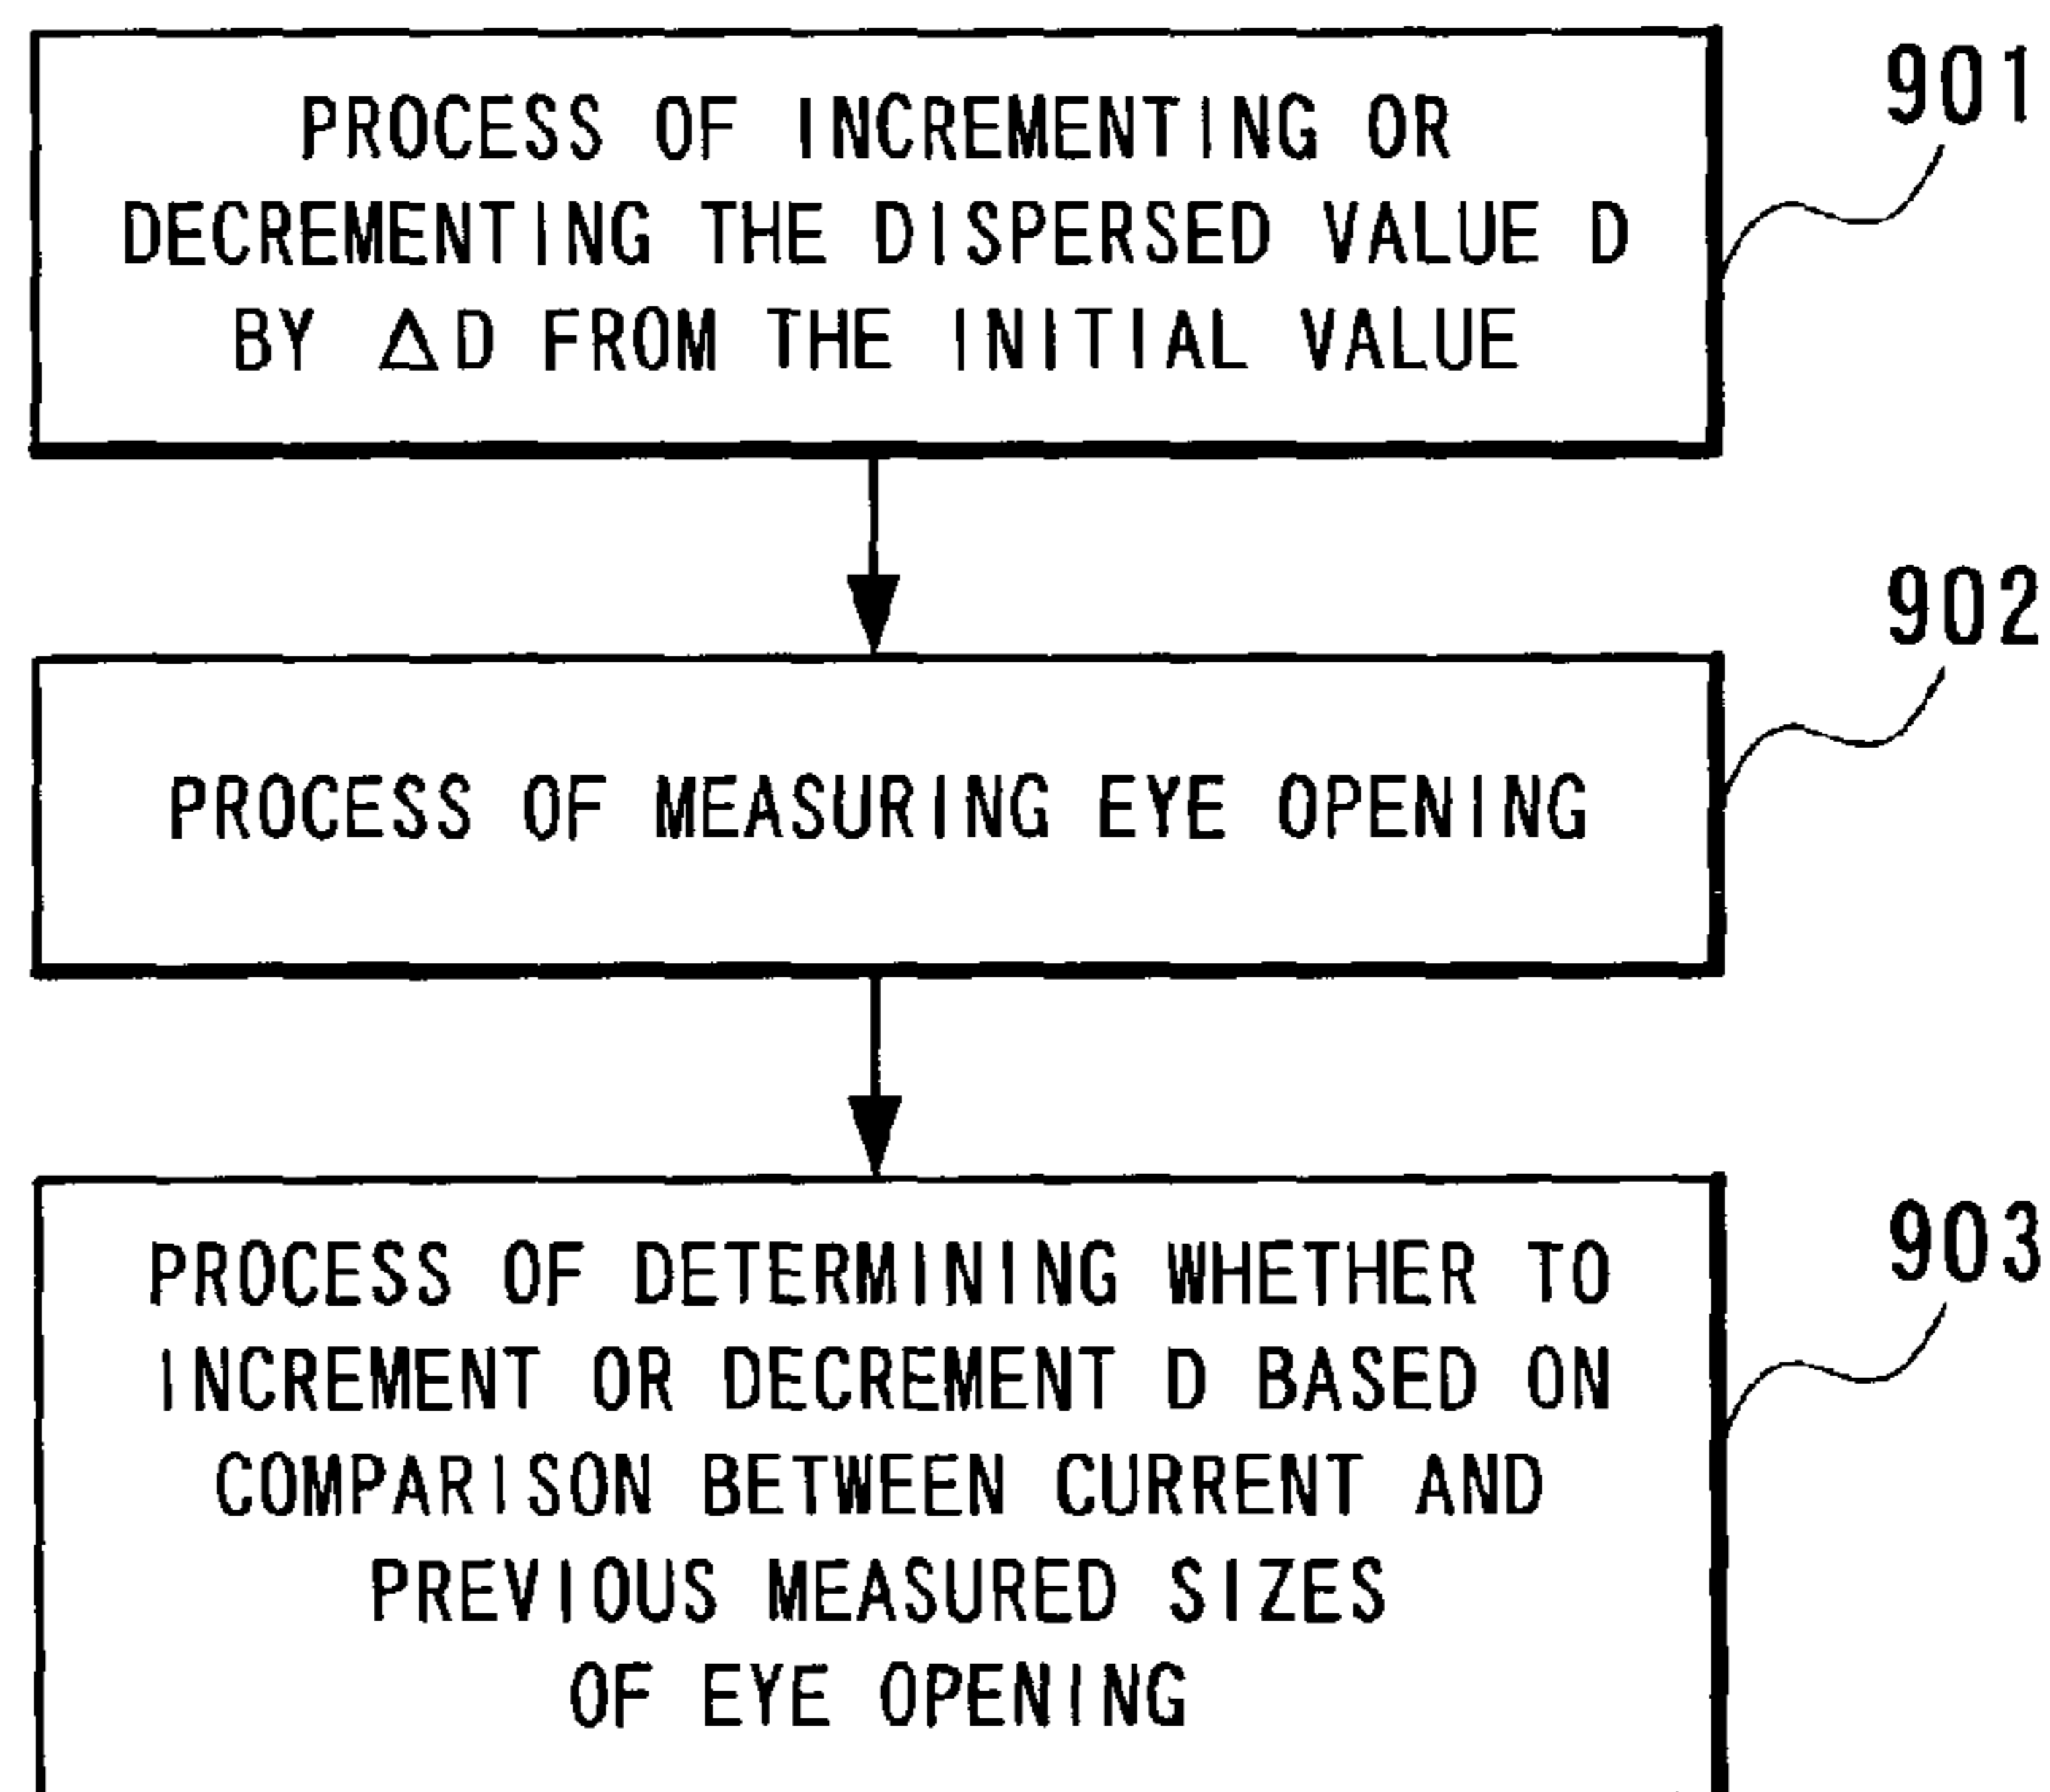 PROCESS OF INCREMENTING OR
DECREMENTING THE DISPERSED VALUE D
BY ΔD FROM THE INITIAL VALUE
901
PROCESS OF MEASURING EYE OPENING
902
PROCESS OF DETERMINING WHETHER TO
INCREMENT OR DECREMENT D BASED ON
COMPARISON BETWEEN CURRENT AND
PREVIOUS MEASURED SIZES
OF EYE OPENING
903